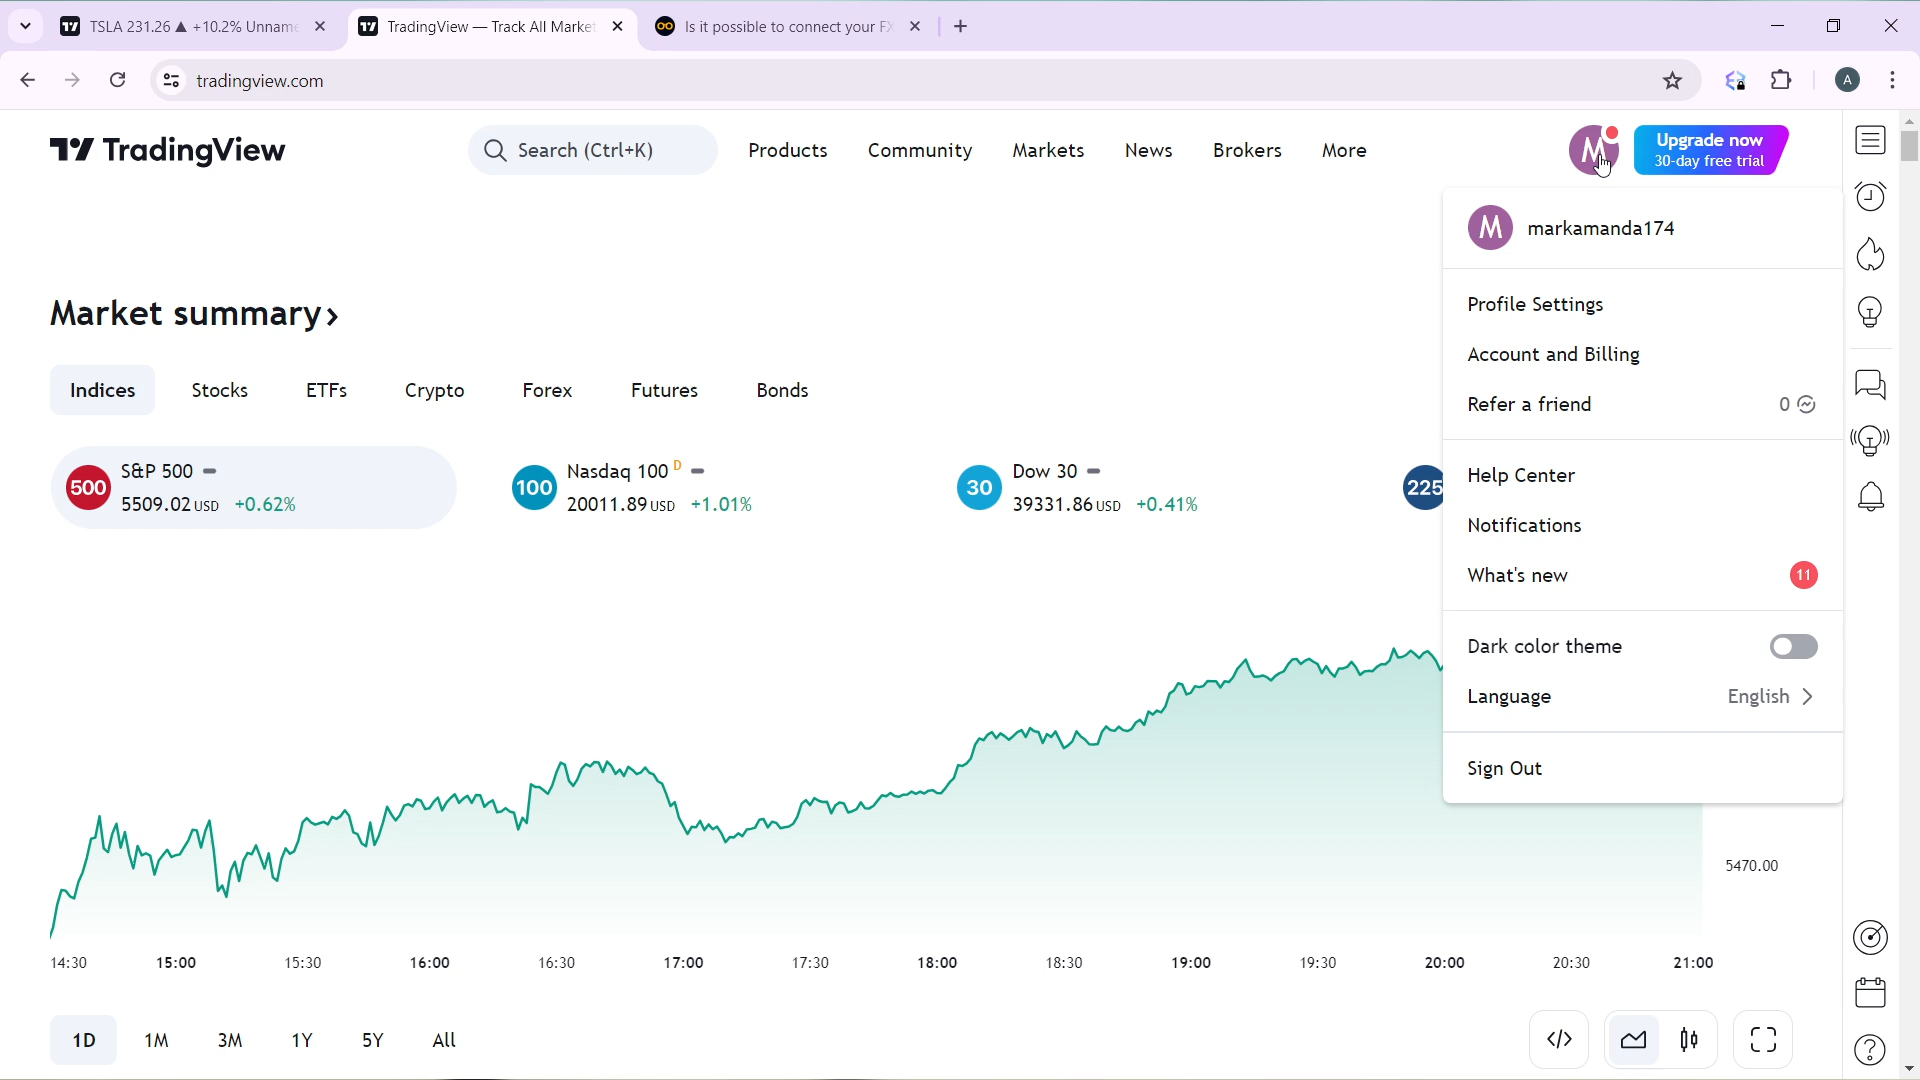 TSLA 231.26 ▲ +10.2% Unname
TradingView — Track All Market
Is it possible to connect your FX
tradingview.com
A
TradingView
Search (Ctrl+K)
Products
Community
Markets
News
Brokers
More
M
Upgrade now
30-day free trial
M markamanda174
Market summary ›
Profile Settings
Account and Billing
Refer a friend 0
Indices
Stocks
ETFs
Crypto
Forex
Futures
Bonds
500
S&P 500
5509.02 USD +0.62%
100
Nasdaq 100 D
20011.89 USD +1.01%
30
Dow 30
39331.86 USD +0.41%
225
Help Center
Notifications
What's new 11
Dark color theme
Language English >
Sign Out
5470.00
14:30 15:00 15:30 16:00 16:30 17:00 17:30 18:00 18:30 19:00 19:30 20:00 20:30 21:00
1D
1M
3M
1Y
5Y
All